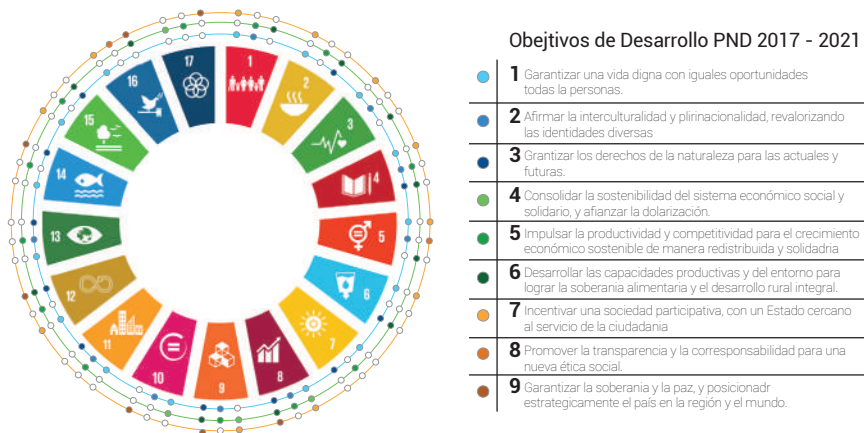 Obejtivos de Desarrollo PND 2017 - 2021
1 Garantizar una vida digna con iguales oportunidades
todas la personas.
2 Afirmar la interculturalidad y plirinacionalidad, revalorizando
las identidades diversas
3 Grantizar los derechos de la naturaleza para las actuales y
futuras.
4 Consolidar la sostenibilidad del sistema económico social y
solidario, y afianzar la dolarización.
5 Impulsar la productividad y competitividad para el crecimiento
económico sostenible de manera redistribuida y solidadria
6 Desarrollar las capacidades productivas y del entorno para
lograr la soberania alimentaria y el desarrollo rural integral.
7 Incentivar una sociedad participativa, con un Estado cercano
al servicio de la ciudadania
8 Promover la transparencia y la corresponsabilidad para una
nueva ética social.
9 Garantizar la soberania y la paz, y posicionadr
estrategicamente el país en la región y el mundo.
1
2
3
4
5
6
7
8
9
10
11
12
13
14
15
16
17